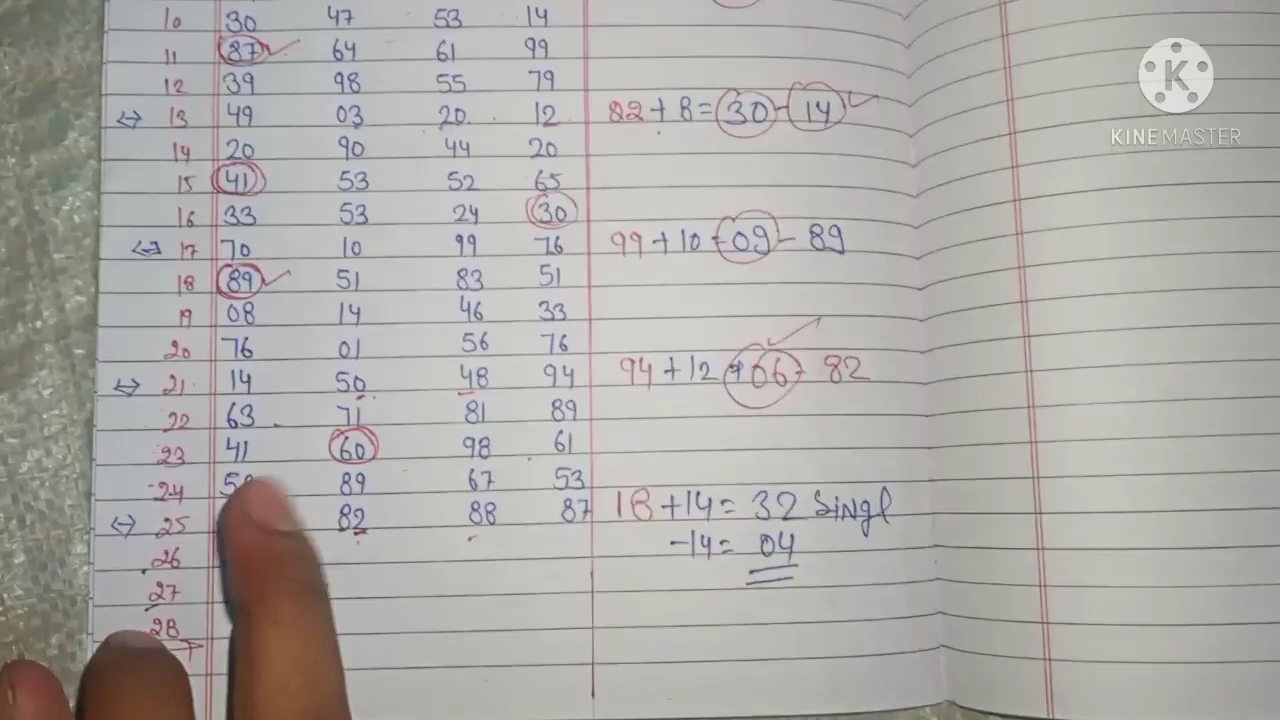 10 30 47 53 14
11 87 64 61 99
12 39 98 55 79
13 49 03 20 12
14 20 90 44 20
15 41 53 52 65
16 33 53 24 30
17 70 10 99 76
18 89 51 83 51
19 08 14 46 33
20 76 01 56 76
21 14 50 48 94
22 63 71 81 89
23 41 60 98 61
24 89 67 53
25 82 88 87
26
27
28
22 + 8 = 30 - 14
99 + 10 - 09 - 89
94 + 12 + 06 - 82
18 + 14 = 32 Singl
-14 = 04
K
KINEMASTER